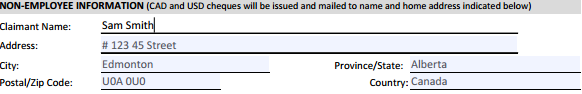 NON-EMPLOYEE INFORMATION (CAD and USD cheques will be issued and mailed to name and home address indicated below)
Claimant Name: Sam Smith
Address: # 123 45 Street
City: Edmonton Province/State: Alberta
Postal/Zip Code: U0A 0U0 Country: Canada